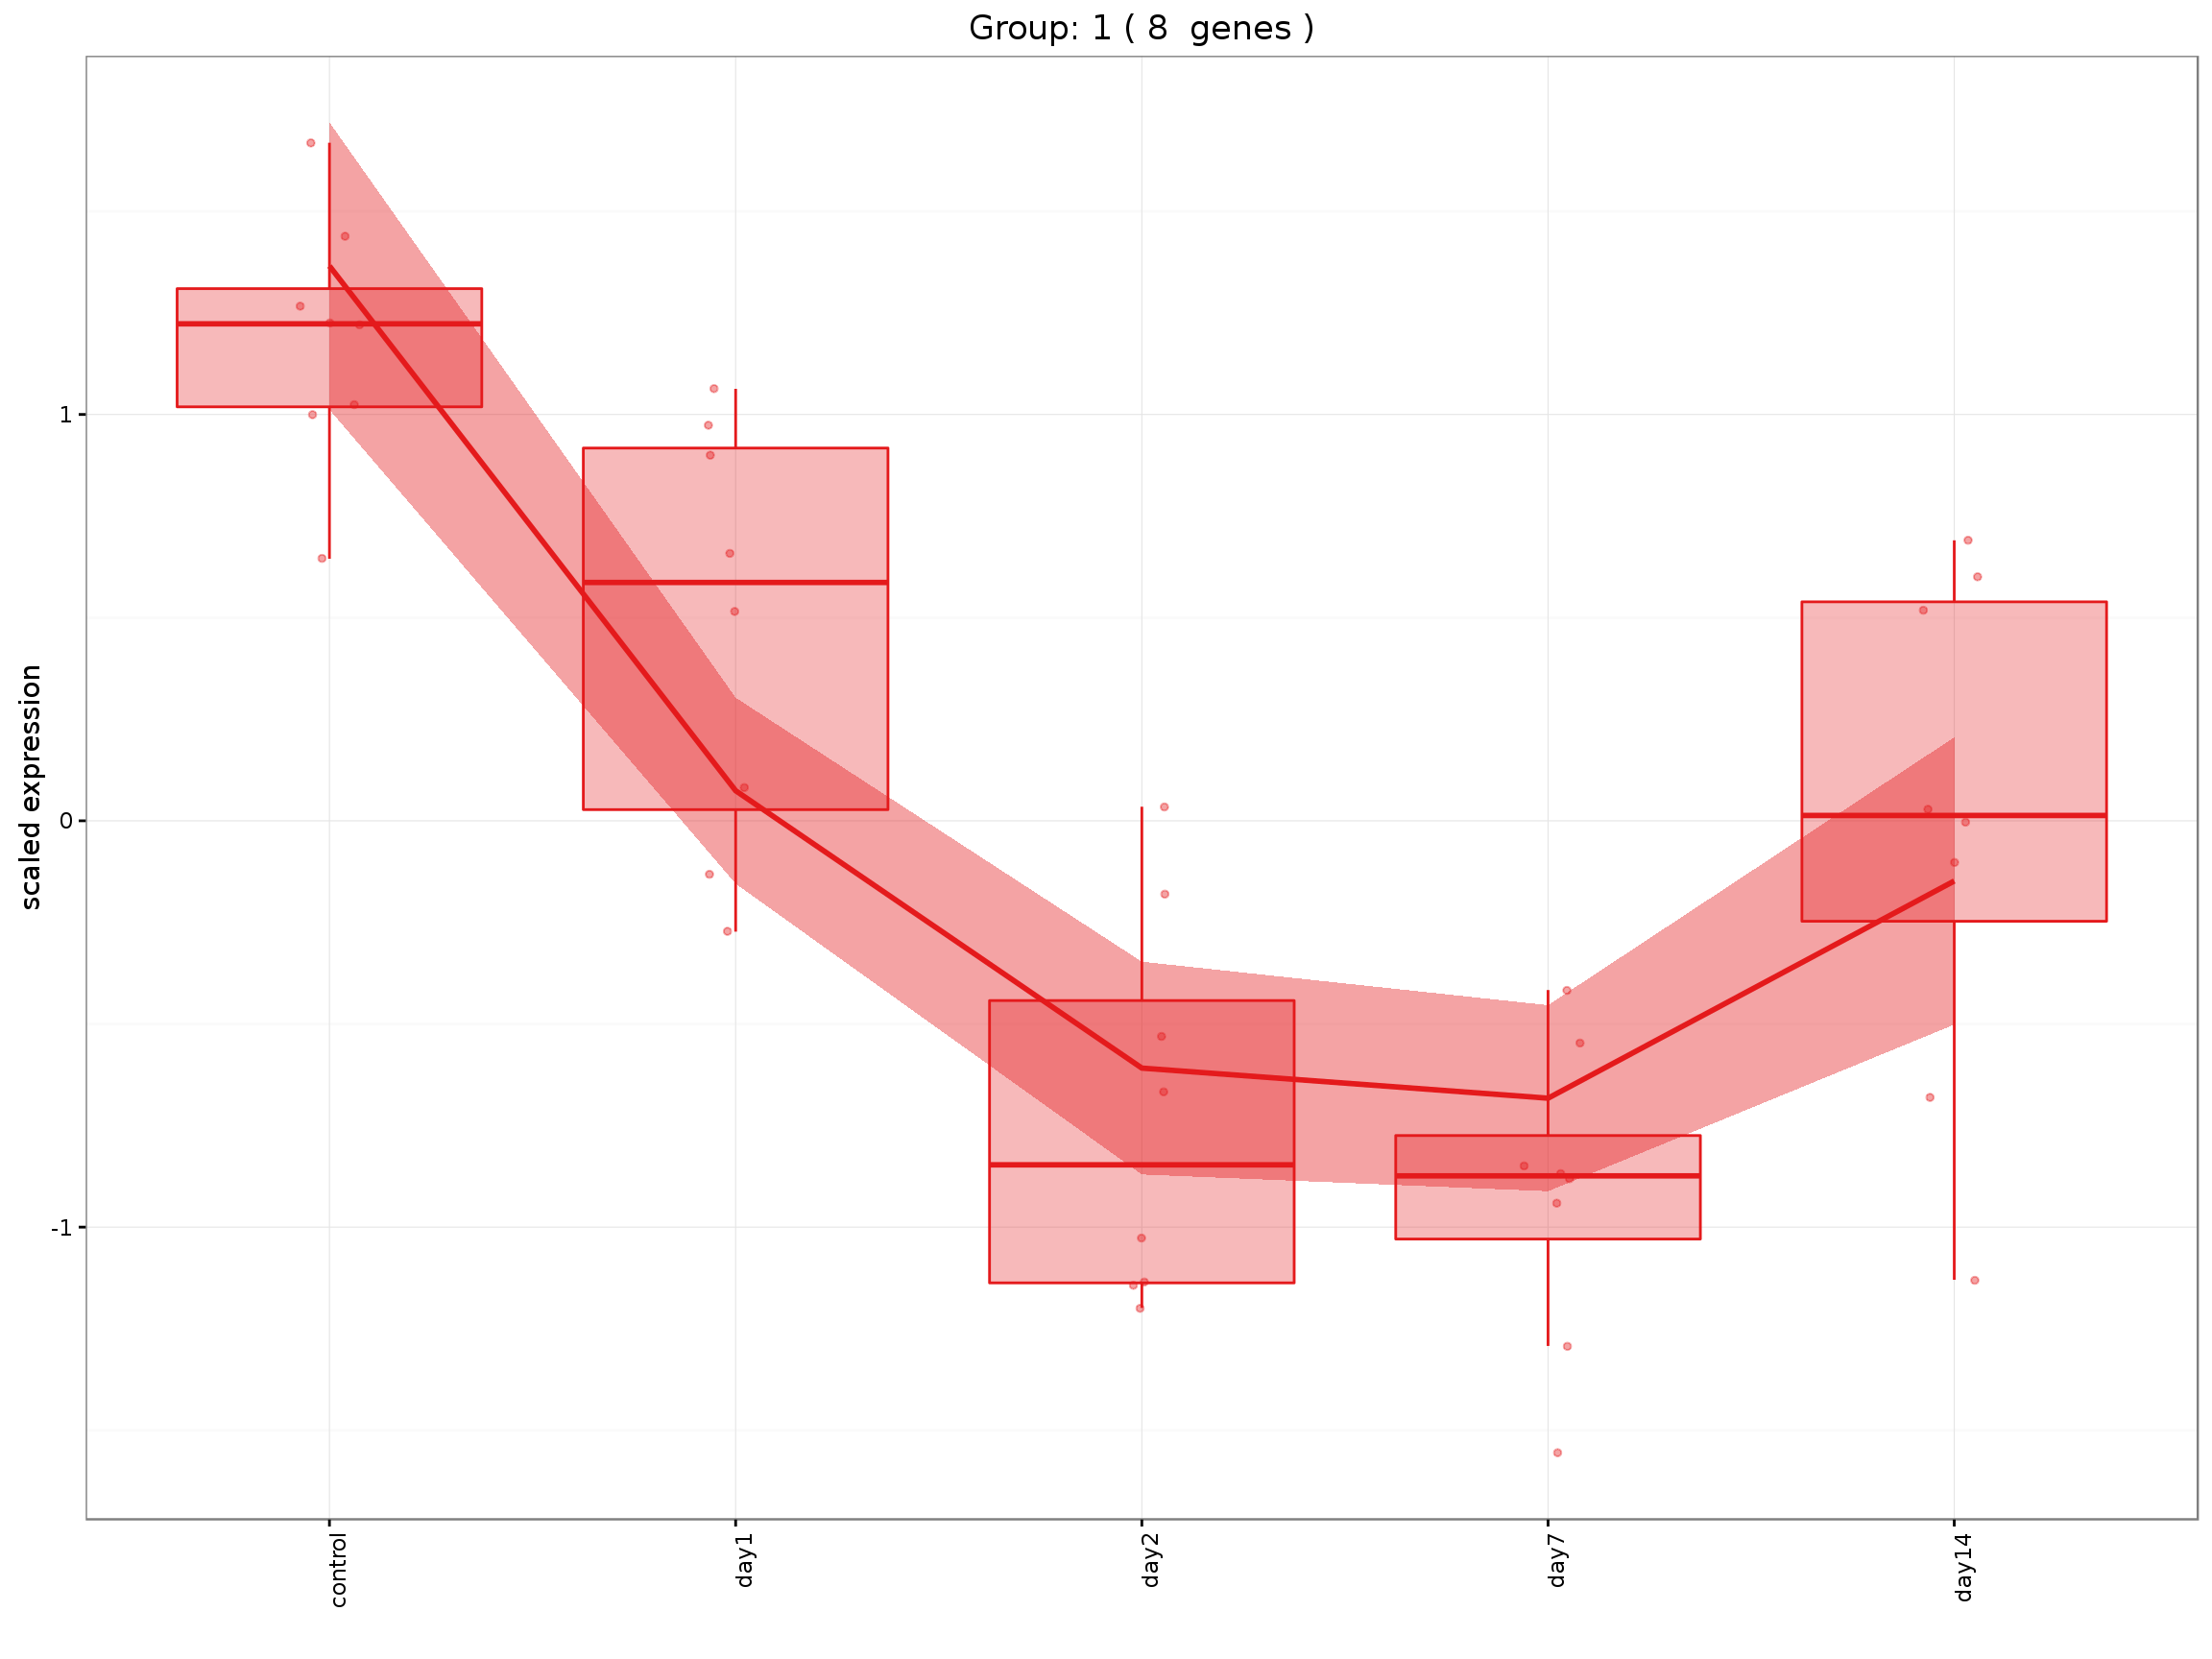 Group: 1 ( 8  genes )
scaled expression
1
0
-1
control
day1
day2
day7
day14